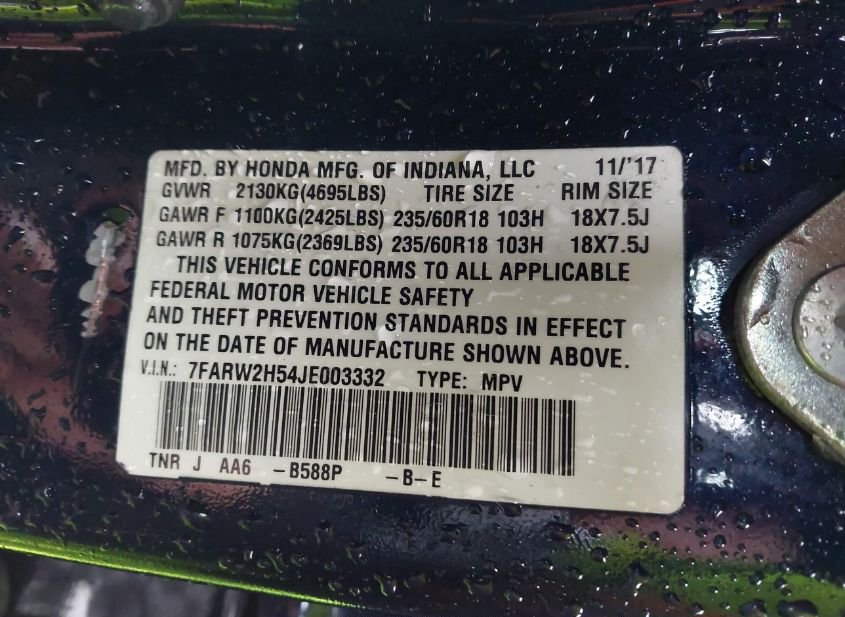 MFD. BY HONDA MFG. OF INDIANA, LLC 11/'17
GVWR 2130KG(4695LBS) TIRE SIZE RIM SIZE
GAWR F 1100KG(2425LBS) 235/60R18 103H 18X7.5J
GAWR R 1075KG(2369LBS) 235/60R18 103H 18X7.5J
THIS VEHICLE CONFORMS TO ALL APPLICABLE
FEDERAL MOTOR VEHICLE SAFETY
AND THEFT PREVENTION STANDARDS IN EFFECT
ON THE DATE OF MANUFACTURE SHOWN ABOVE.
V.I.N.: 7FARW2H54JE003332 TYPE: MPV
TNR J AA6 -B588P -B-E